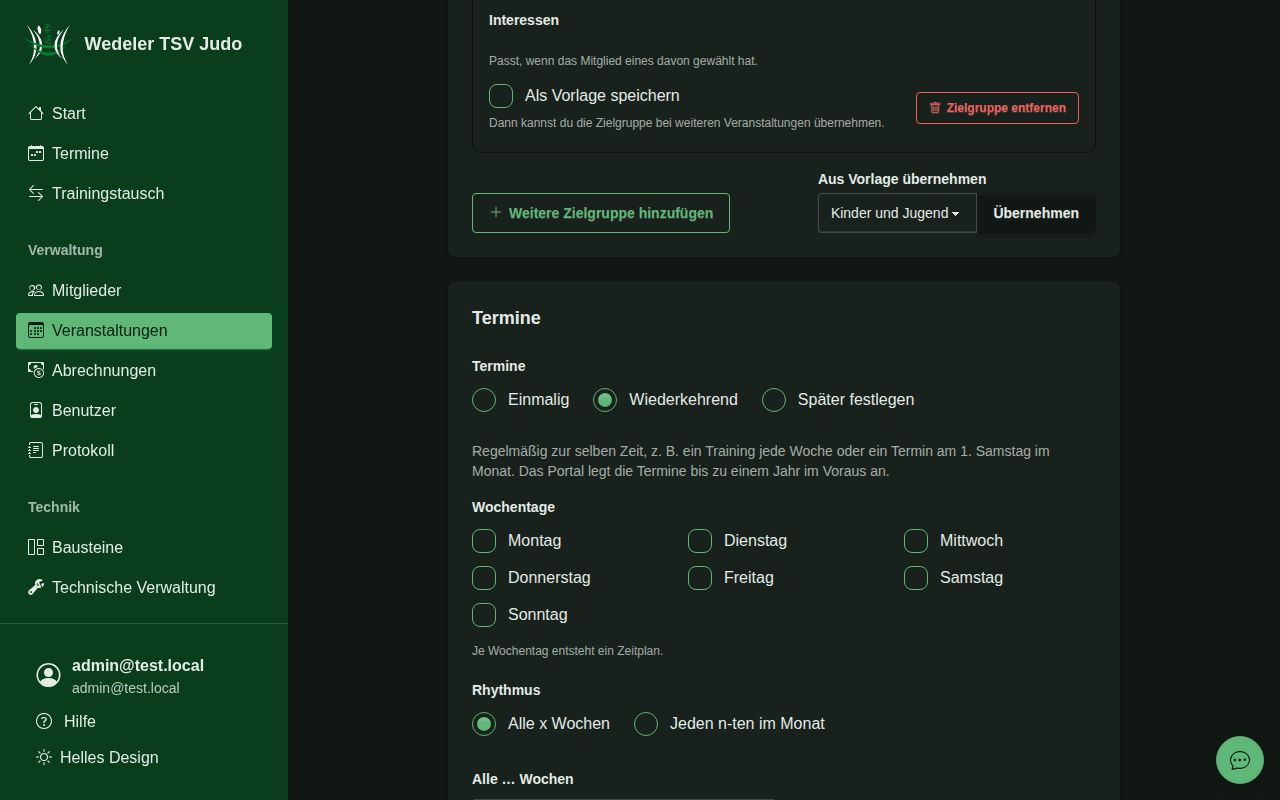 Wedeler TSV Judo
Start
Termine
Trainingstausch
Verwaltung
Mitglieder
Veranstaltungen
Abrechnungen
Benutzer
Protokoll
Technik
Bausteine
Technische Verwaltung
admin@test.local
admin@test.local
Hilfe
Helles Design
Interessen
Passt, wenn das Mitglied eines davon gewählt hat.
Als Vorlage speichern
Dann kannst du die Zielgruppe bei weiteren Veranstaltungen übernehmen.
Zielgruppe entfernen
Weitere Zielgruppe hinzufügen
Aus Vorlage übernehmen
Kinder und Jugend
Übernehmen
Termine
Termine
Einmalig
Wiederkehrend
Später festlegen
Regelmäßig zur selben Zeit, z. B. ein Training jede Woche oder ein Termin am 1. Samstag im
Monat. Das Portal legt die Termine bis zu einem Jahr im Voraus an.
Wochentage
Montag
Dienstag
Mittwoch
Donnerstag
Freitag
Samstag
Sonntag
Je Wochentag entsteht ein Zeitplan.
Rhythmus
Alle x Wochen
Jeden n-ten im Monat
Alle … Wochen